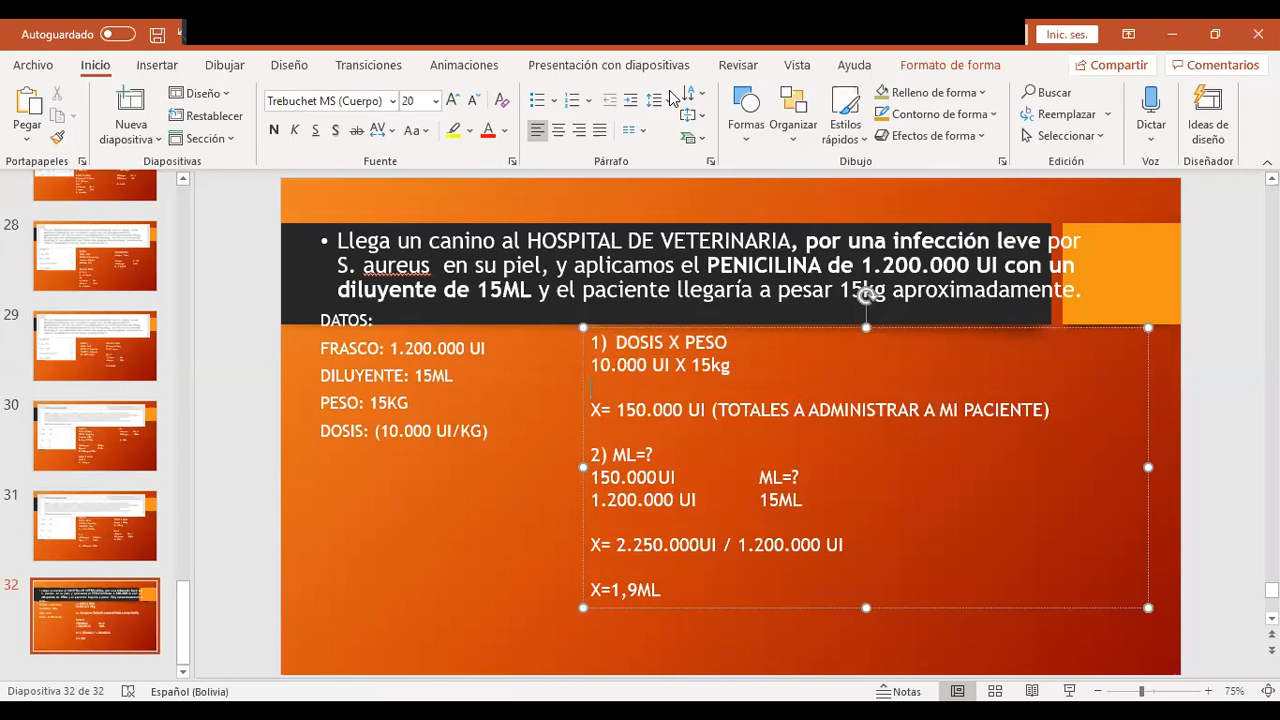 Autoguardado
Inic. ses.
Archivo Inicio Insertar Dibujar Diseño Transiciones Animaciones Presentación con diapositivas Revisar Vista Ayuda Formato de forma Compartir Comentarios
Pegar
Portapapeles
Nueva diapositiva
Diseño
Restablecer
Sección
Diapositivas
Trebuchet MS (Cuerpo) 20
N K S S ab AV Aa A
Fuente
Párrafo
Formas
Organizar
Estilos rápidos
Relleno de forma
Contorno de forma
Efectos de forma
Dibujo
Buscar
Reemplazar
Selección
Edición
Dictar
Voz
Ideas de diseño
Diseñador
28
29
30
31
32
• Llega un canino al HOSPITAL DE VETERINARIA, por una infección leve por
S. aureus en su piel, y aplicamos el PENICILINA de 1.200.000 UI con un
diluyente de 15ML y el paciente llegaría a pesar 15kg aproximadamente.
DATOS:
FRASCO: 1.200.000 UI
DILUYENTE: 15ML
PESO: 15KG
DOSIS: (10.000 UI/KG)
1) DOSIS X PESO
10.000 UI X 15kg
X= 150.000 UI (TOTALES A ADMINISTRAR A MI PACIENTE)
2) ML=?
150.000UI ML=?
1.200.000 UI 15ML
X= 2.250.000UI / 1.200.000 UI
X=1,9ML
Diapositiva 32 de 32 Español (Bolivia) Notas 75%